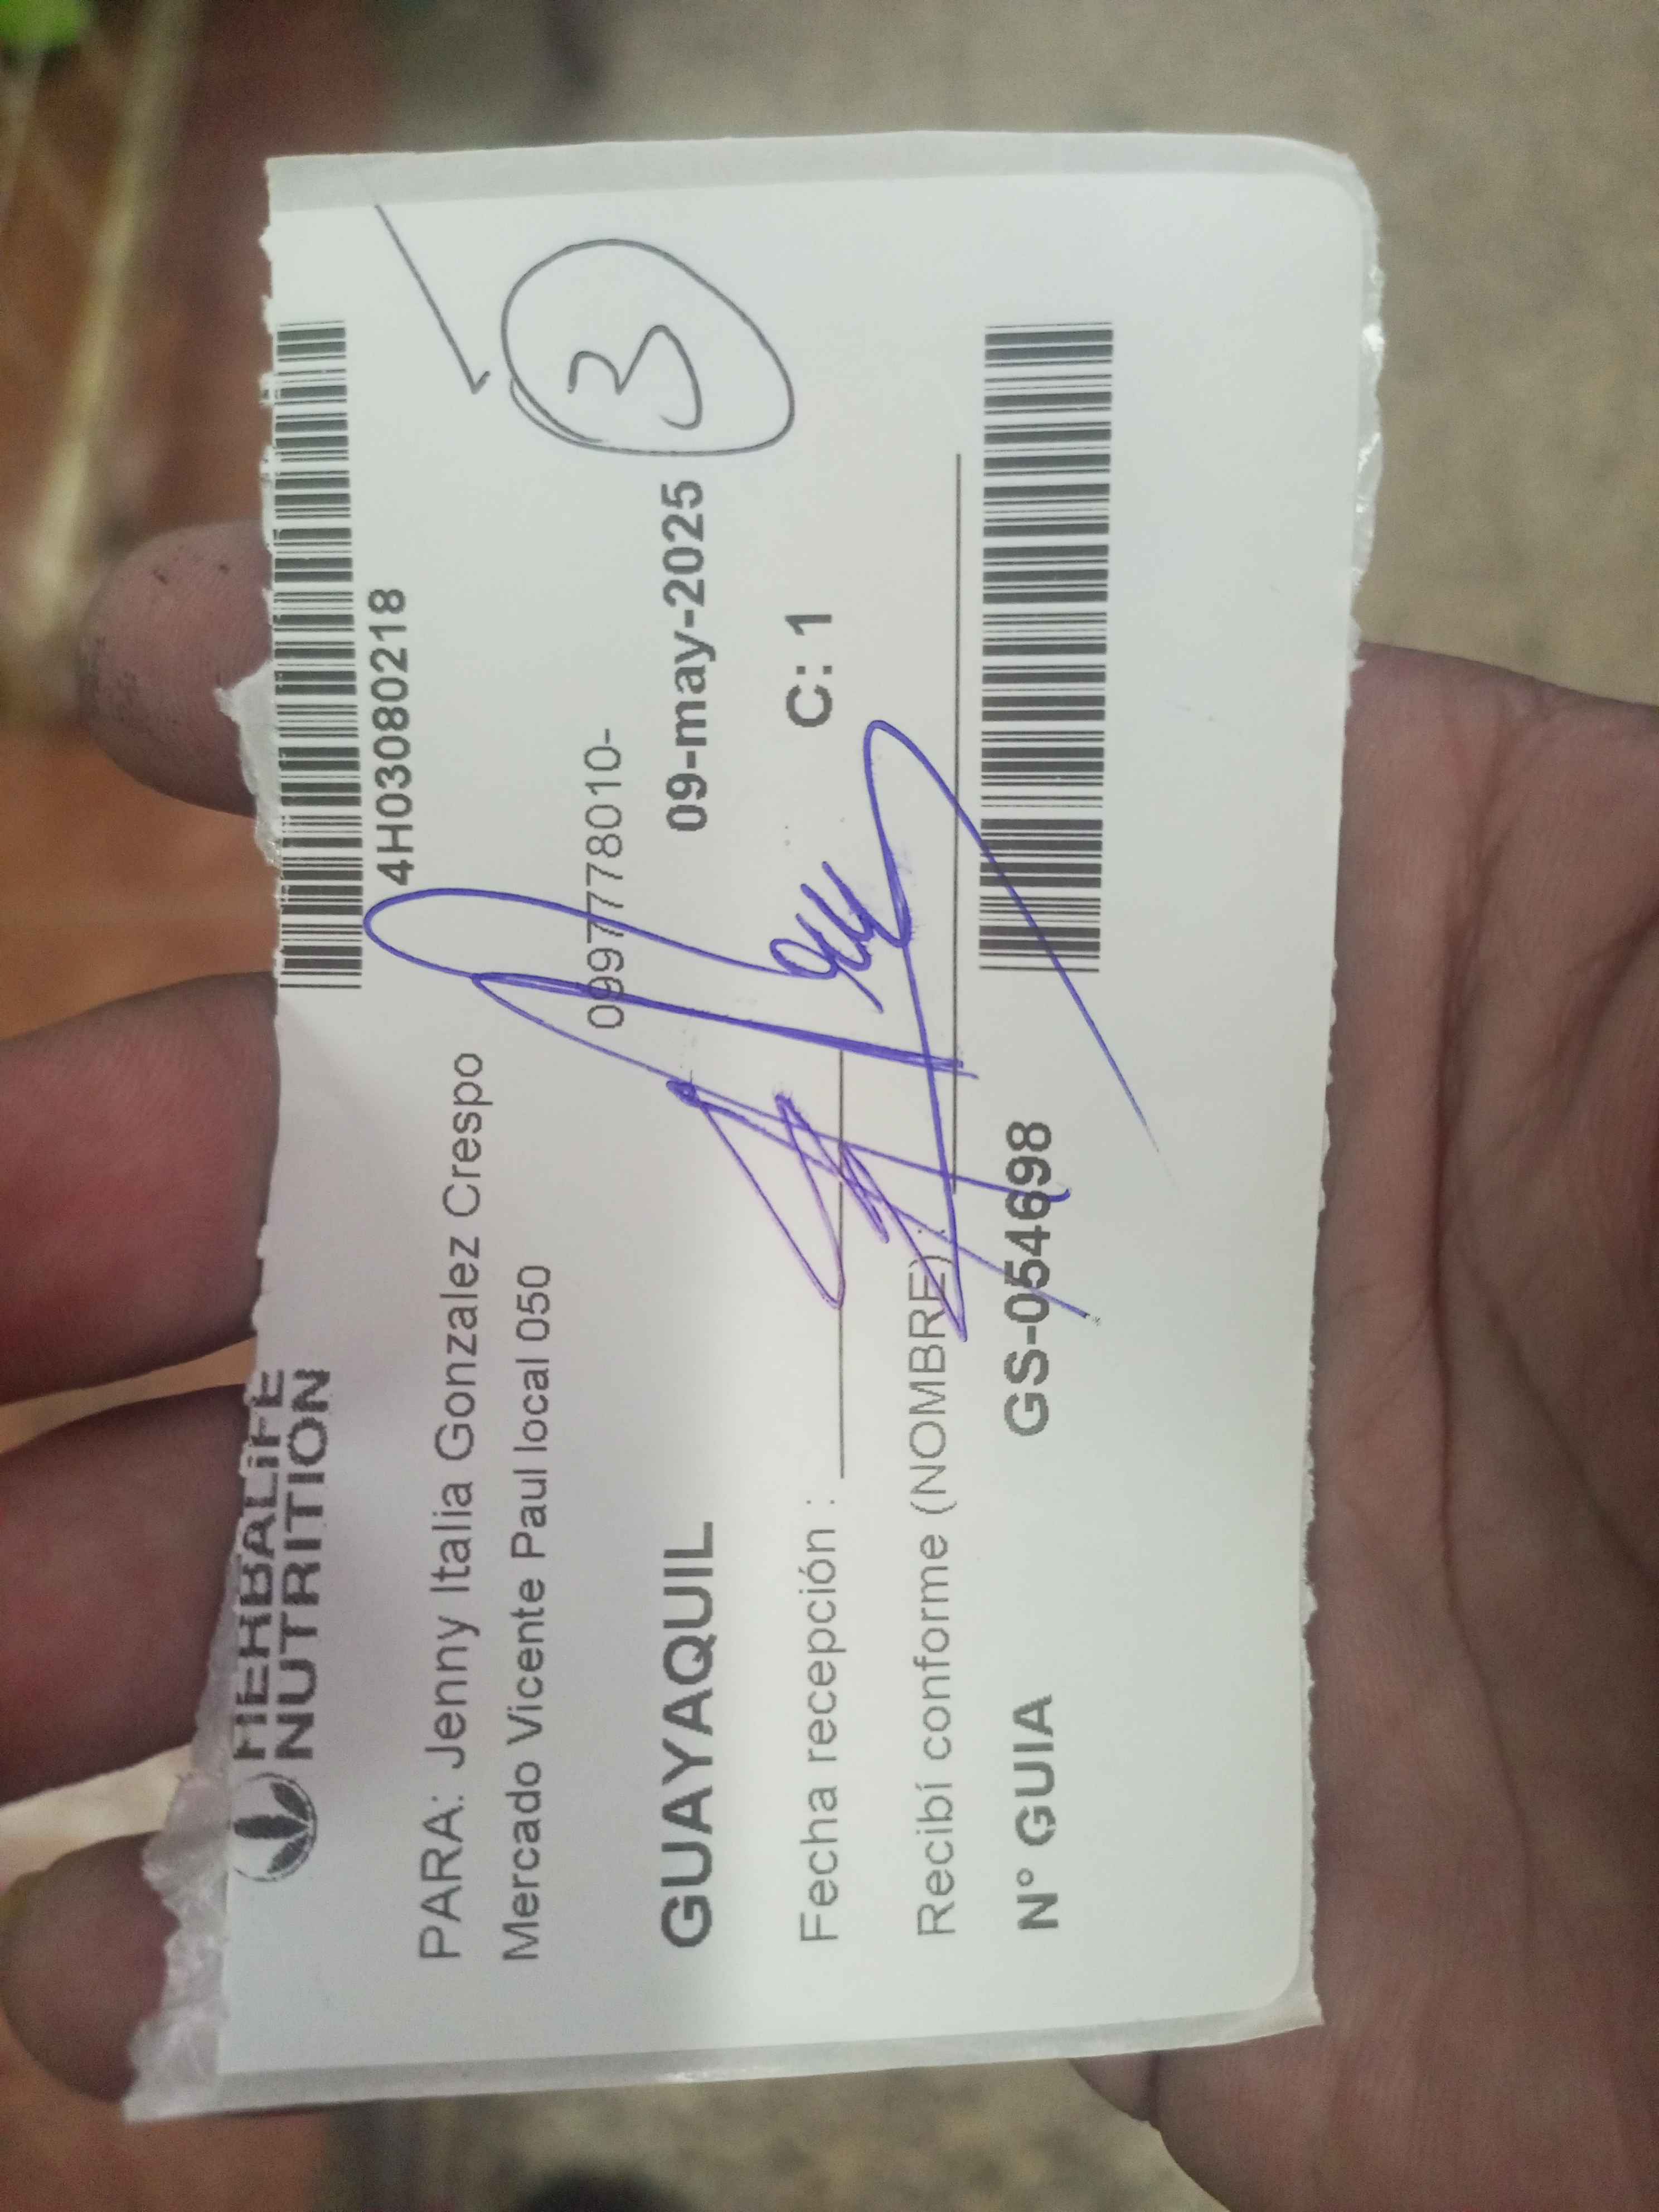 HERBALIFE
NUTRITION
4H03080218
PARA: Jenny Italia Gonzalez Crespo
Mercado Vicente Paul local 050
0997778010-
3
GUAYAQUIL 09-may-2025
Fecha recepción : C: 1
Recibí conforme (NOMBRE) :
N° GUIA GS-054698